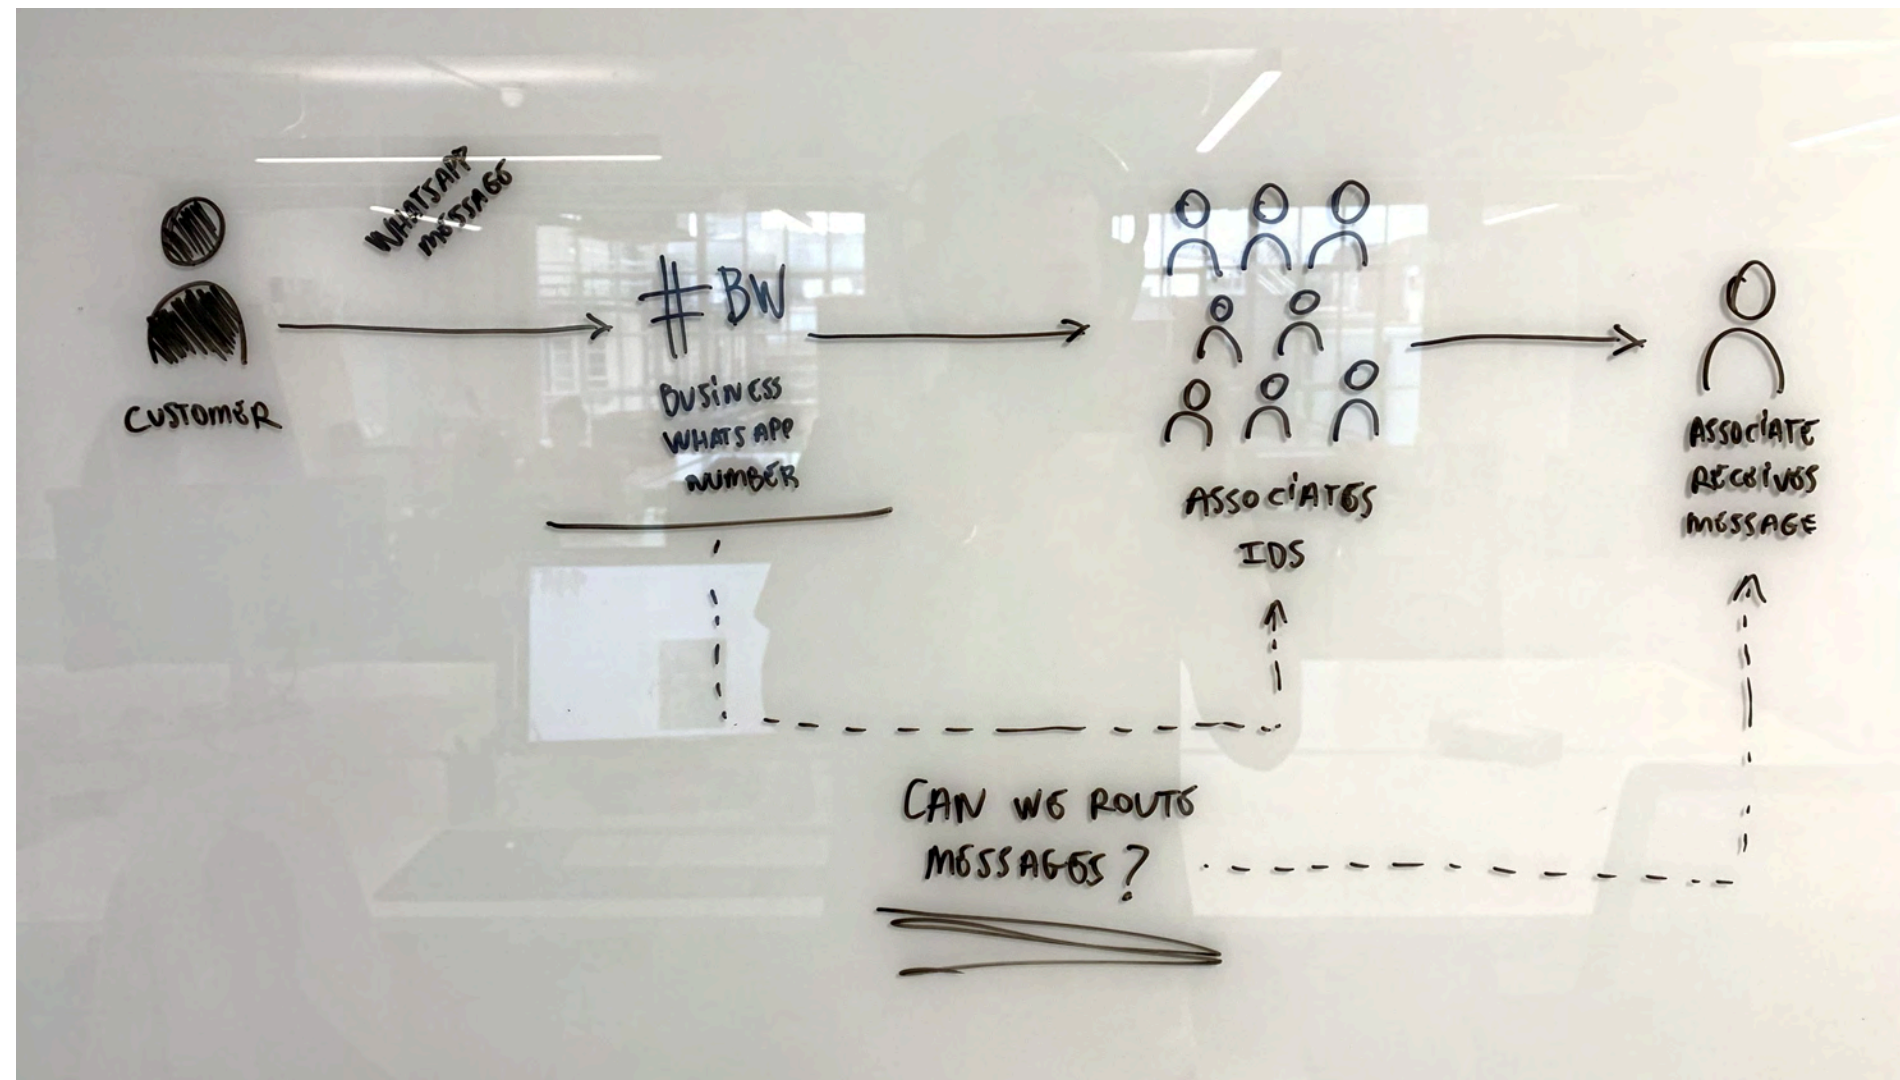 WHATSAPP
MESSAGE
CUSTOMER
#BW
BUSINESS
WHATSAPP
NUMBER
ASSOCIATES
IDS
ASSOCIATE
RECEIVES
MESSAGE
CAN WE ROUTE
MESSAGES?